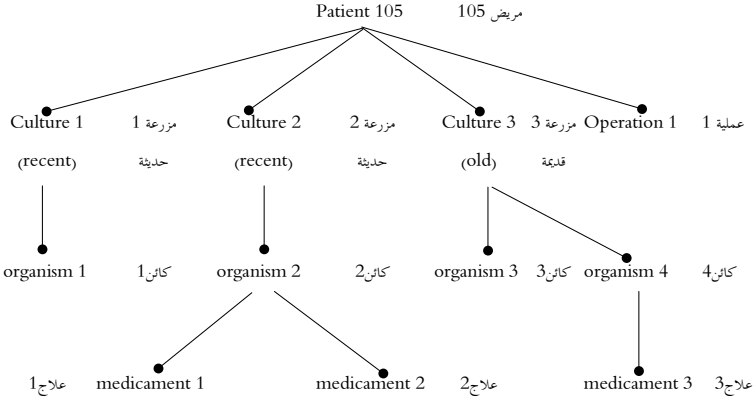 Patient 105 مريض 105
Culture 1 مزرعة 1 Culture 2 مزرعة 2 Culture 3 مزرعة 3 Operation 1 عملية 1
(recent) حديثة (recent) حديثة (old) قديمة
organism 1 كائن1 organism 2 كائن2 organism 3 كائن3 organism 4 كائن4
علاج1 medicament 1 medicament 2 علاج2 medicament 3 علاج3